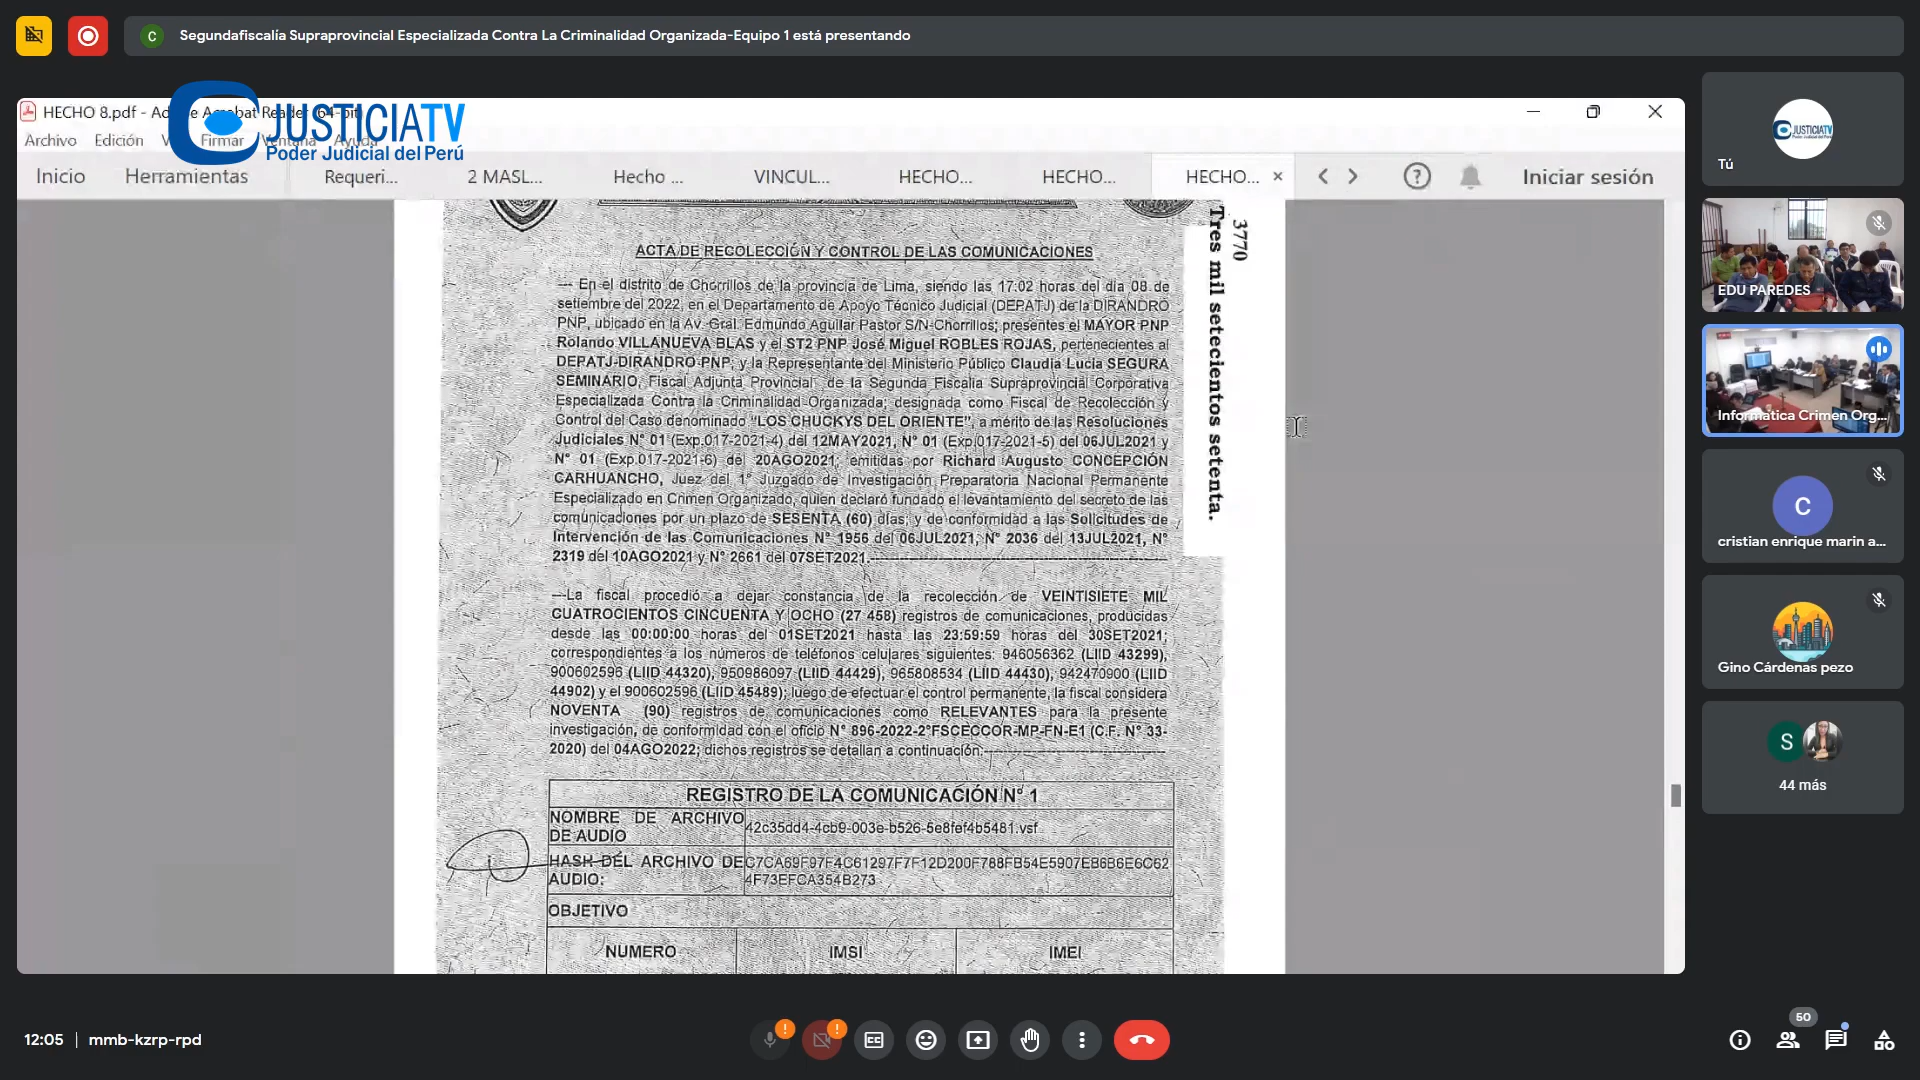 Segundafiscalía Supraprovincial Especializada Contra La Criminalidad Organizada-Equipo 1 está presentando
HECHO 8.pdf - Adobe Acrobat Reader (64-bit)
JUSTICIATV
Poder Judicial del Perú
Archivo Edición Firmar Ventana Ayuda
Inicio Herramientas Requeri... 2 MASL... Hecho ... VINCUL... HECHO... HECHO... HECHO... Iniciar sesión
3770
Tres mil setecientos setenta.
ACTA DE RECOLECCIÓN Y CONTROL DE LAS COMUNICACIONES
--- En el distrito de Chorrillos de la provincia de Lima, siendo las 17:02 horas del día 08 de
setiembre del 2022, en el Departamento de Apoyo Técnico Judicial (DEPATJ) de la DIRANDRO
PNP, ubicado en la Av. Gral. Edmundo Aguilar Pastor S/N-Chorrillos; presentes el MAYOR PNP
Rolando VILLANUEVA BLAS y el ST2 PNP José Miguel ROBLES ROJAS, pertenecientes al
DEPATJ-DIRANDRO-PNP, y la Representante del Ministerio Público Claudia Lucia SEGURA
SEMINARIO, Fiscal Adjunta Provincial de la Segunda Fiscalía Supraprovincial Corporativa
Especializada Contra la Criminalidad Organizada; designada como Fiscal de Recolección y
Control del Caso denominado "LOS CHUCKYS DEL ORIENTE", a mérito de las Resoluciones
Judiciales N° 01 (Exp.017-2021-4) del 12MAY2021, N° 01 (Exp.017-2021-5) del 06JUL2021 y
N° 01 (Exp.017-2021-6) del 20AGO2021, emitidas por Richard Augusto CONCEPCIÓN
CARHUANCHO, Juez del 1° Juzgado de Investigación Preparatoria Nacional Permanente
Especializado en Crimen Organizado, quien declaró fundado el levantamiento del secreto de las
comunicaciones por un plazo de SESENTA (60) días; y de conformidad a las Solicitudes de
Intervención de las Comunicaciones N° 1956 del 06JUL2021, N° 2036 del 13JUL2021, N°
2319 del 10AGO2021 y N° 2661 del 07SET2021.---
---La fiscal procedió a dejar constancia de la recolección de VEINTISIETE MIL
CUATROCIENTOS CINCUENTA Y OCHO (27 458) registros de comunicaciones, producidas
desde las 00:00:00 horas del 01SET2021 hasta las 23:59:59 horas del 30SET2021;
correspondientes a los números de teléfonos celulares siguientes: 946056362 (LIID 43299),
900602596 (LIID 44320), 950986097 (LIID 44429), 965808534 (LIID 44430), 942470900 (LIID
44902) y el 900602596 (LIID 45489); luego de efectuar el control permanente, la fiscal considera
NOVENTA (90) registros de comunicaciones como RELEVANTES para la presente
investigación, de conformidad con el oficio N° 896-2022-2°FSCECCOR-MP-FN-E1 (C.F. N° 33-
2020) del 04AGO2022; dichos registros se detallan a continuación:---
REGISTRO DE LA COMUNICACIÓN N° 1
NOMBRE DE ARCHIVO DE AUDIO 42c35dd4-4cb9-003e-b526-5e8fef4b5481.vsf
HASH DEL ARCHIVO DE AUDIO: C7CA69F97F4C61297F7F12D200F788FB54E5907EB6B6E6C62
4F73EFCA354B273
OBJETIVO
NUMERO IMSI IMEI
JUSTICIATV
Poder Judicial del Perú
Tú
EDU PAREDES
Informatica Crimen Org...
C
cristian enrique marin a...
Gino Cárdenas pezo
S
44 más
12:05 | mmb-kzrp-rpd
50